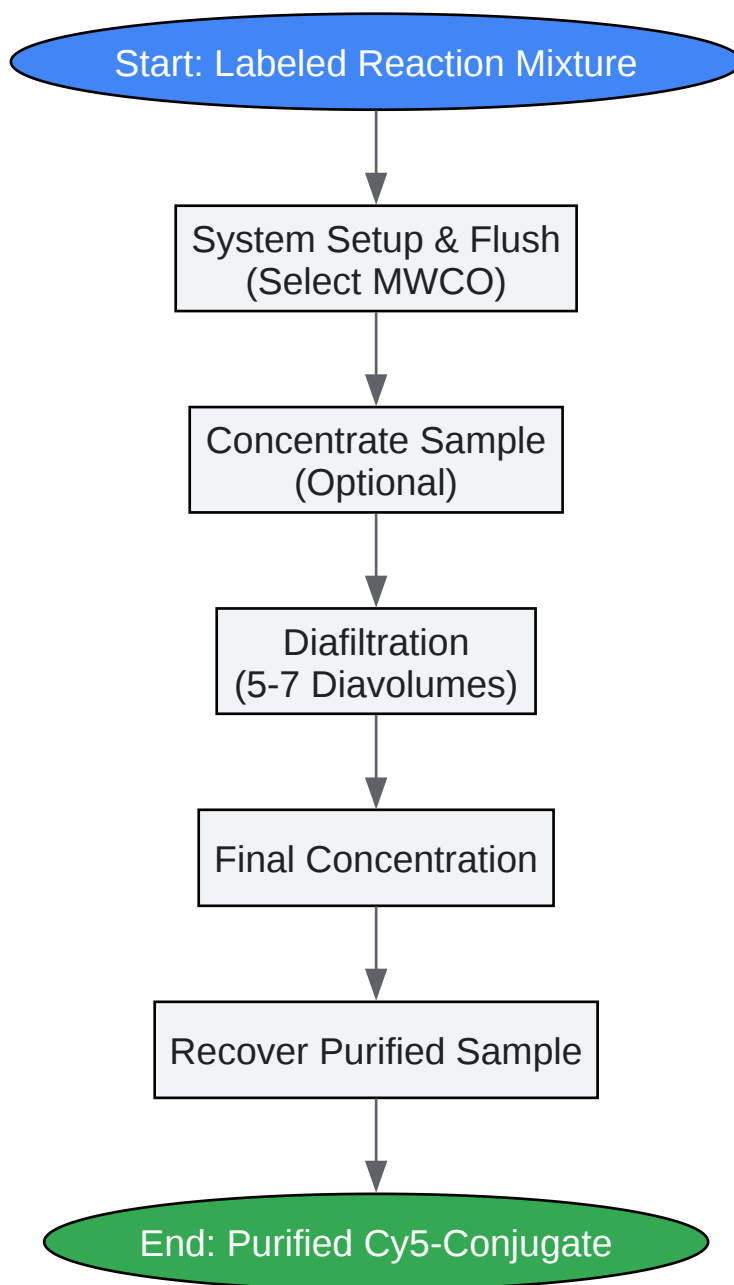 Start: Labeled Reaction Mixture
System Setup & Flush
(Select MWCO)
Concentrate Sample
(Optional)
Diafiltration
(5-7 Diavolumes)
Final Concentration
Recover Purified Sample
End: Purified Cy5-Conjugate